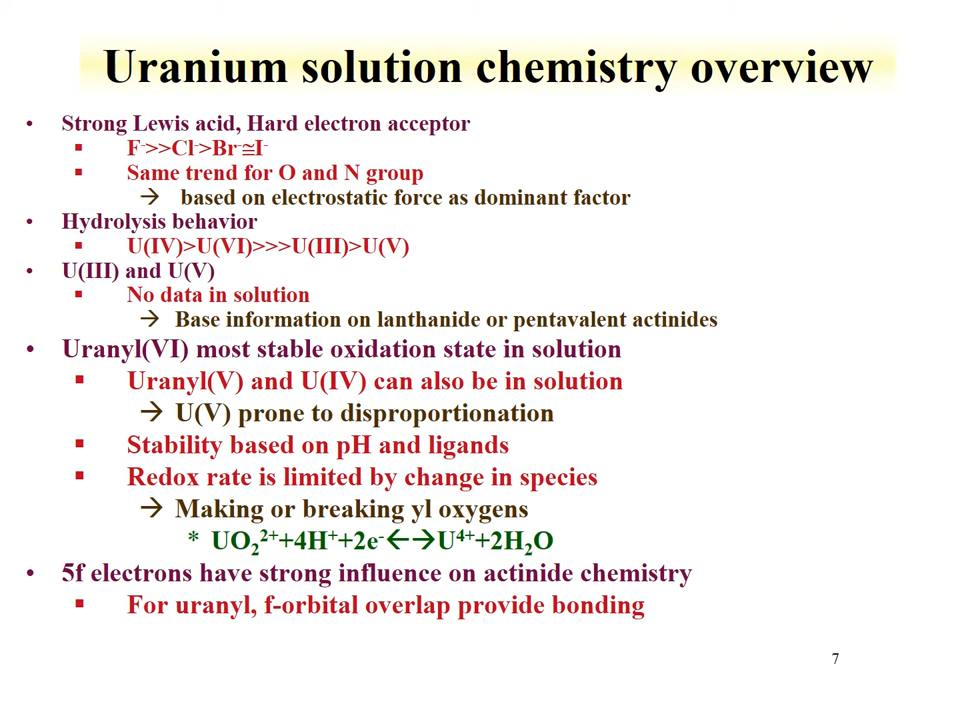 Uranium solution chemistry overview
• Strong Lewis acid, Hard electron acceptor
▪ F⁻>>Cl⁻>Br⁻≅I⁻
▪ Same trend for O and N group
→ based on electrostatic force as dominant factor
• Hydrolysis behavior
▪ U(IV)>U(VI)>>>U(III)>U(V)
• U(III) and U(V)
▪ No data in solution
→ Base information on lanthanide or pentavalent actinides
• Uranyl(VI) most stable oxidation state in solution
▪ Uranyl(V) and U(IV) can also be in solution
→ U(V) prone to disproportionation
▪ Stability based on pH and ligands
▪ Redox rate is limited by change in species
→ Making or breaking yl oxygens
* UO₂²⁺+4H⁺+2e⁻←→U⁴⁺+2H₂O
• 5f electrons have strong influence on actinide chemistry
▪ For uranyl, f-orbital overlap provide bonding
7